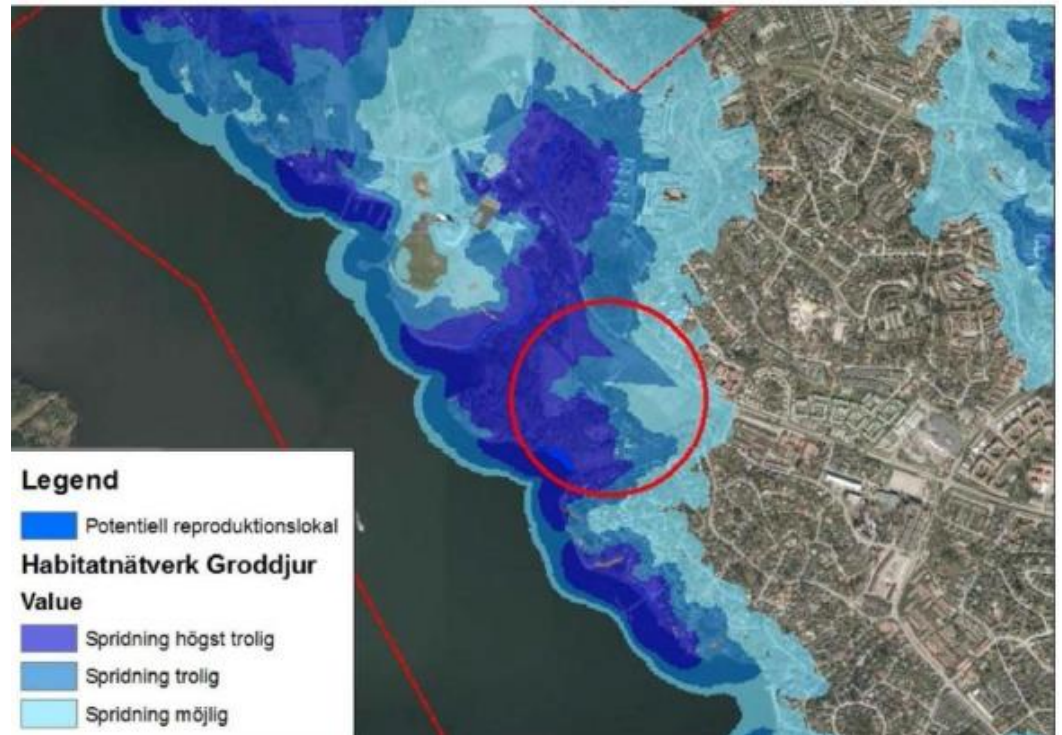 Legend
Potentiell reproduktionslokal
Habitatnätverk Groddjur
Value
Spridning högst trolig
Spridning trolig
Spridning möjlig